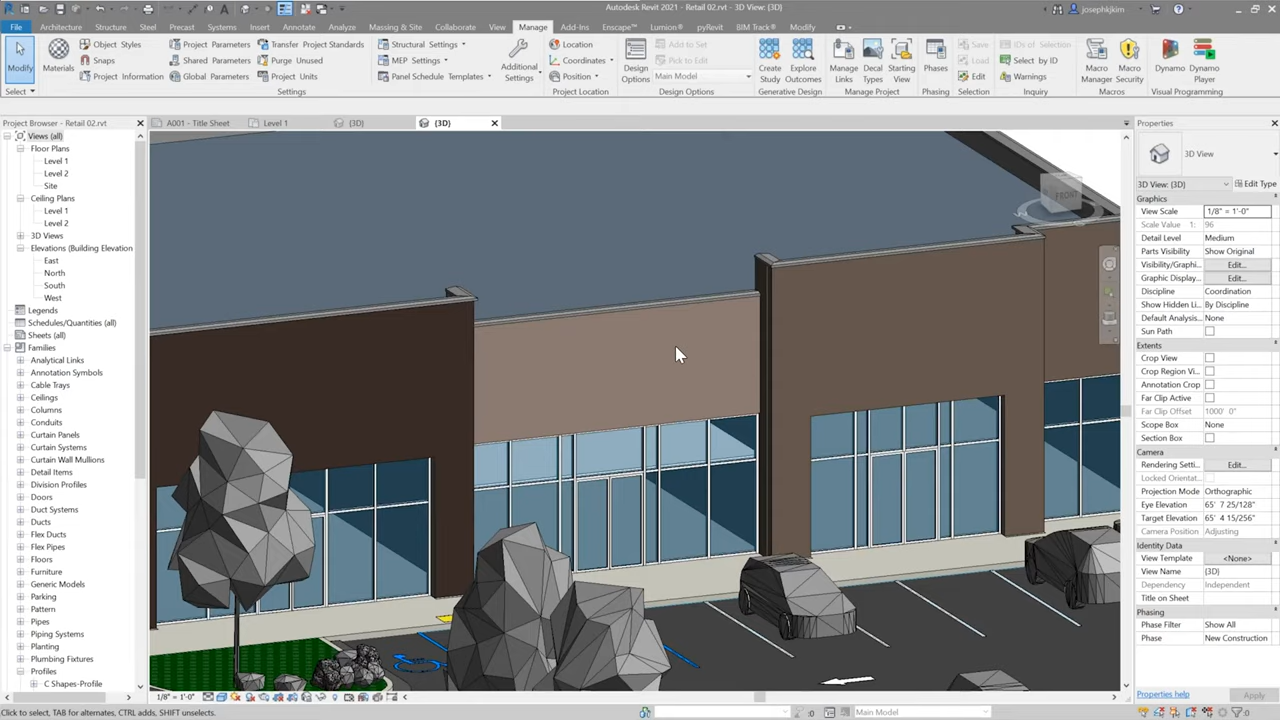 Autodesk Revit 2021 - Retail 02.rvt - 3D View: {3D}
josephkjkim
File
Architecture
Structure
Steel
Precast
Systems
Insert
Annotate
Analyze
Massing & Site
Collaborate
View
Manage
Add-Ins
Enscape™
Lumion®
pyRevit
BIM Track®
Modify
Modify
Select
Materials
Object Styles
Snaps
Project Information
Project Parameters
Shared Parameters
Global Parameters
Transfer Project Standards
Purge Unused
Project Units
Structural Settings
MEP Settings
Panel Schedule Templates
Additional Settings
Settings
Location
Coordinates
Position
Project Location
Design Options
Add to Set
Pick to Edit
Main Model
Design Options
Create Study
Explore Outcomes
Generative Design
Manage Links
Decal Types
Starting View
Manage Project
Phases
Phasing
Save
Load
Edit
Selection
IDs of Selection
Select by ID
Warnings
Inquiry
Macro Manager
Macro Security
Macros
Dynamo
Dynamo Player
Visual Programming
Project Browser - Retail 02.rvt
A001 - Title Sheet
Level 1
{3D}
{3D}
Properties
Views (all)
Floor Plans
Level 1
Level 2
Site
Ceiling Plans
Level 1
Level 2
3D Views
Elevations (Building Elevation
East
North
South
West
Legends
Schedules/Quantities (all)
Sheets (all)
Families
Analytical Links
Annotation Symbols
Cable Trays
Ceilings
Columns
Conduits
Curtain Panels
Curtain Systems
Curtain Wall Mullions
Detail Items
Division Profiles
Doors
Duct Systems
Ducts
Flex Ducts
Flex Pipes
Floors
Furniture
Generic Models
Parking
Pattern
Pipes
Piping Systems
Planting
Plumbing Fixtures
Profiles
C Shapes-Profile
FRONT
3D View
3D View: {3D}
Edit Type
Graphics
View Scale 1/8" = 1'-0"
Scale Value 1: 96
Detail Level Medium
Parts Visibility Show Original
Visibility/Graphi... Edit...
Graphic Display... Edit...
Discipline Coordination
Show Hidden Li... By Discipline
Default Analysis... None
Sun Path
Extents
Crop View
Crop Region Vi...
Annotation Crop
Far Clip Active
Far Clip Offset 1000' 0"
Scope Box None
Section Box
Camera
Rendering Setti... Edit...
Locked Orientat...
Projection Mode Orthographic
Eye Elevation 65' 7 25/128"
Target Elevation 65' 4 15/256"
Camera Position Adjusting
Identity Data
View Template <None>
View Name {3D}
Dependency Independent
Title on Sheet
Phasing
Phase Filter Show All
Phase New Construction
Properties help
Apply
1/8" = 1'-0"
Click to select, TAB for alternates, CTRL adds, SHIFT unselects.
:0
Main Model
:0